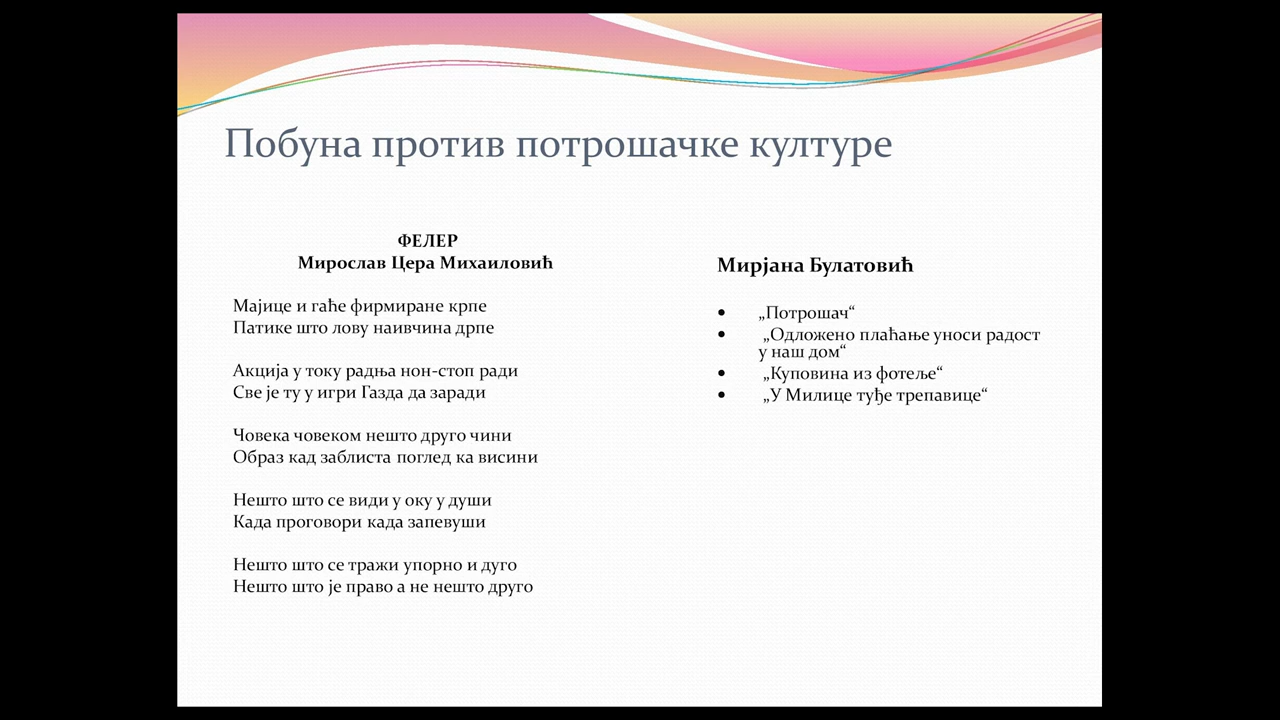 Побуна против потрошачке културе
ФЕЛЕР
Мирослав Цера Михаиловић
Мајице и гаће фирмиране крпе
Патике што лову наивчина дрпе
Акција у току радња нон-стоп ради
Све је ту у игри Газда да заради
Човека човеком нешто друго чини
Образ кад заблиста поглед ка висини
Нешто што се види у оку у души
Када проговори када запевуши
Нешто што се тражи упорно и дуго
Нешто што је право а не нешто друго
Мирјана Булатовић
• „Потрошач“
• „Одложено плаћање уноси радост
у наш дом“
• „Куповина из фотеље“
• „У Милице туђе трепавице“